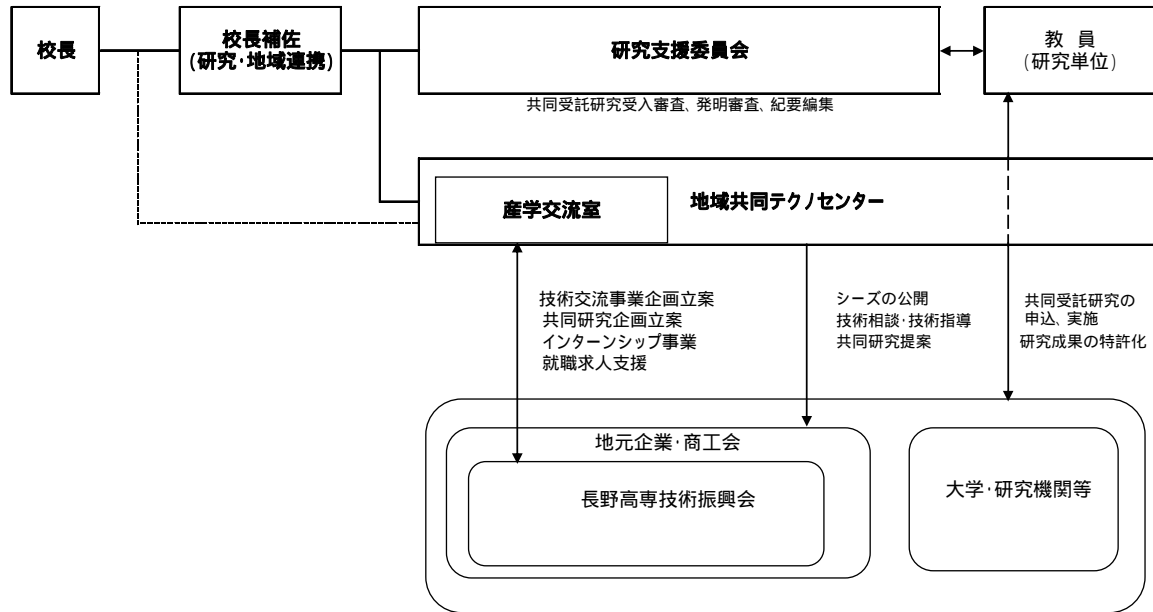 校長
校長補佐
(研究･地域連携)
研究支援委員会
教 員
(研究単位)
共同受託研究受入審査、発明審査、紀要編集
産学交流室
地域共同テクノセンター
技術交流事業企画立案
共同研究企画立案
インターンシップ事業
就職求人支援
シーズの公開
技術相談･技術指導
共同研究提案
共同受託研究の
申込、実施
研究成果の特許化
地元企業･商工会
長野高専技術振興会
大学･研究機関等